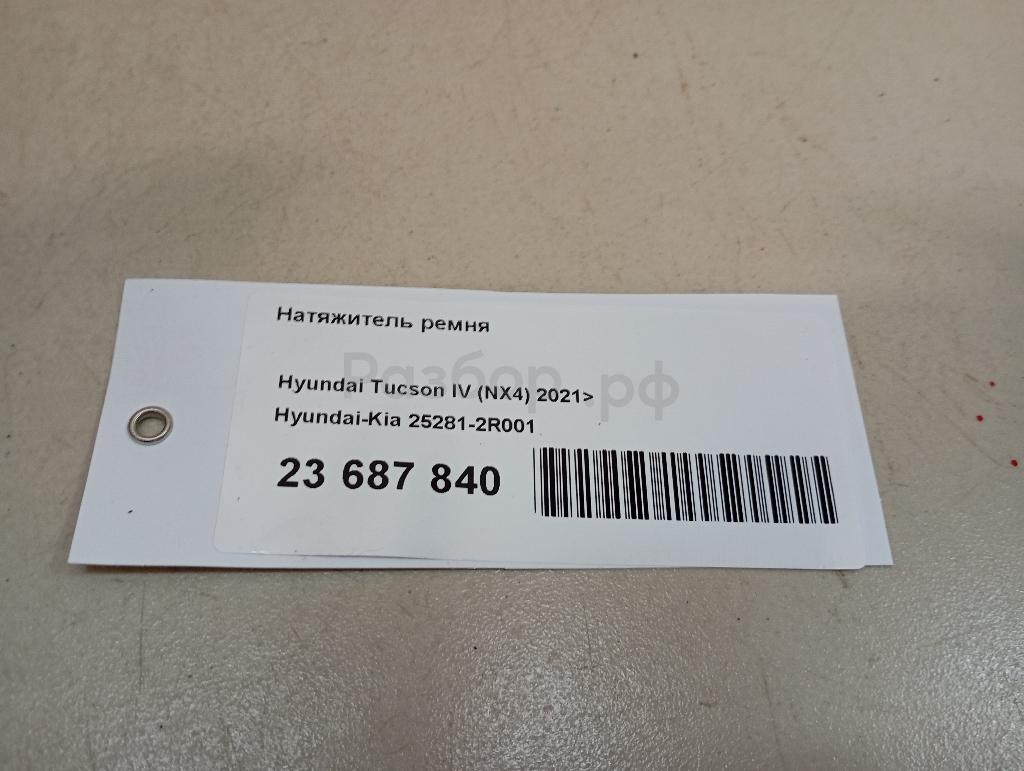 Натяжитель ремня
Разбор.рф
Hyundai Tucson IV (NX4) 2021>
Hyundai-Kia 25281-2R001
23 687 840